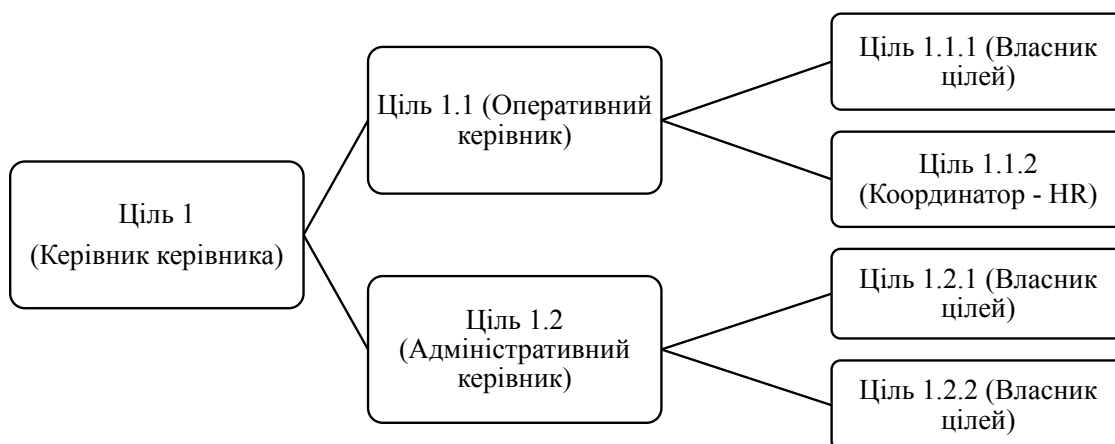 Ціль 1
(Керівник керівника)
Ціль 1.1 (Оперативний
керівник)
Ціль 1.1.1 (Власник
цілей)
Ціль 1.1.2
(Координатор - HR)
Ціль 1.2
(Адміністративний
керівник)
Ціль 1.2.1 (Власник
цілей)
Ціль 1.2.2 (Власник
цілей)